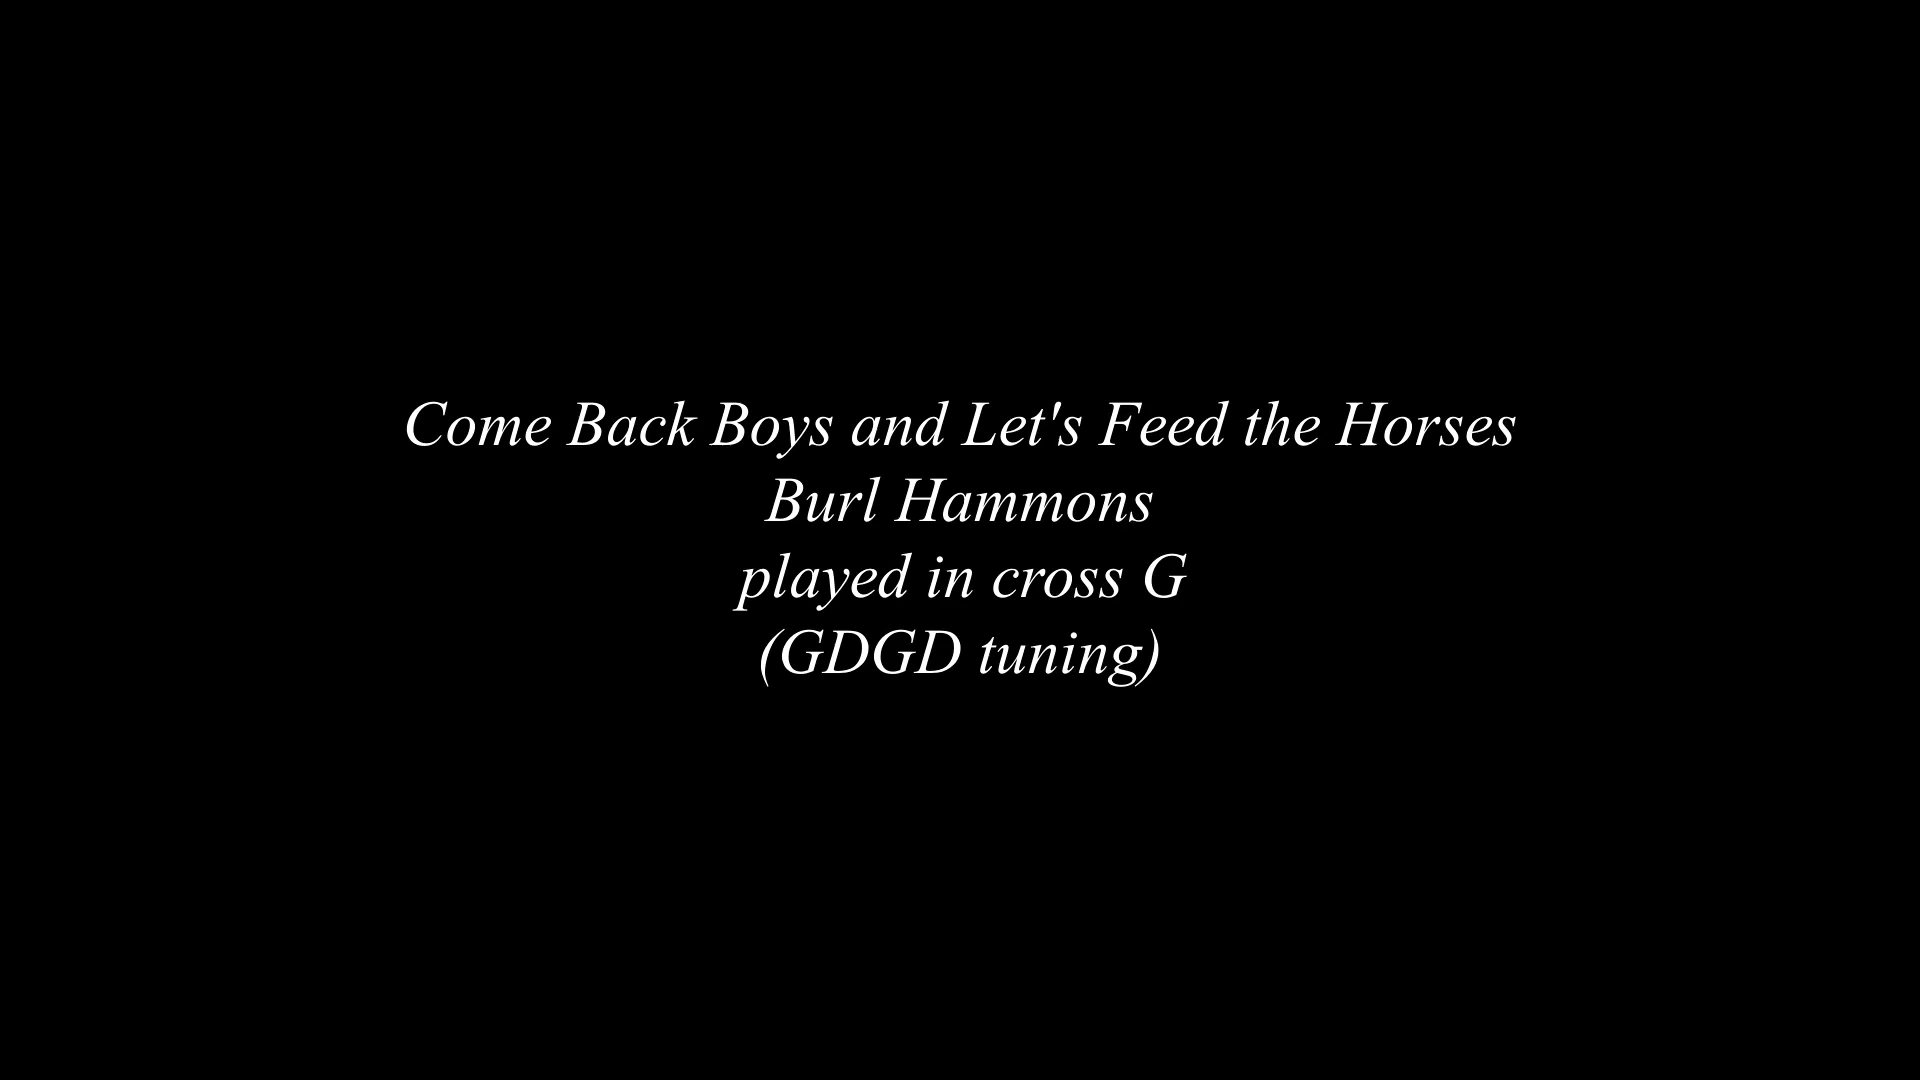 Come Back Boys and Let's Feed the Horses
Burl Hammons
played in cross G
(GDGD tuning)